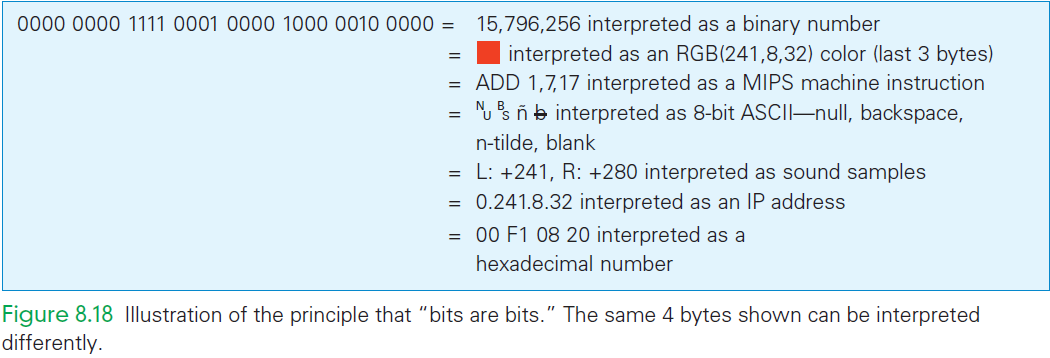 0000 0000 1111 0001 0000 1000 0010 0000 = 15,796,256 interpreted as a binary number
= interpreted as an RGB(241,8,32) color (last 3 bytes)
= ADD 1,7,17 interpreted as a MIPS machine instruction
= NU BS ñ b interpreted as 8-bit ASCII—null, backspace,
n-tilde, blank
= L: +241, R: +280 interpreted as sound samples
= 0.241.8.32 interpreted as an IP address
= 00 F1 08 20 interpreted as a
hexadecimal number
Figure 8.18 Illustration of the principle that “bits are bits.” The same 4 bytes shown can be interpreted
differently.